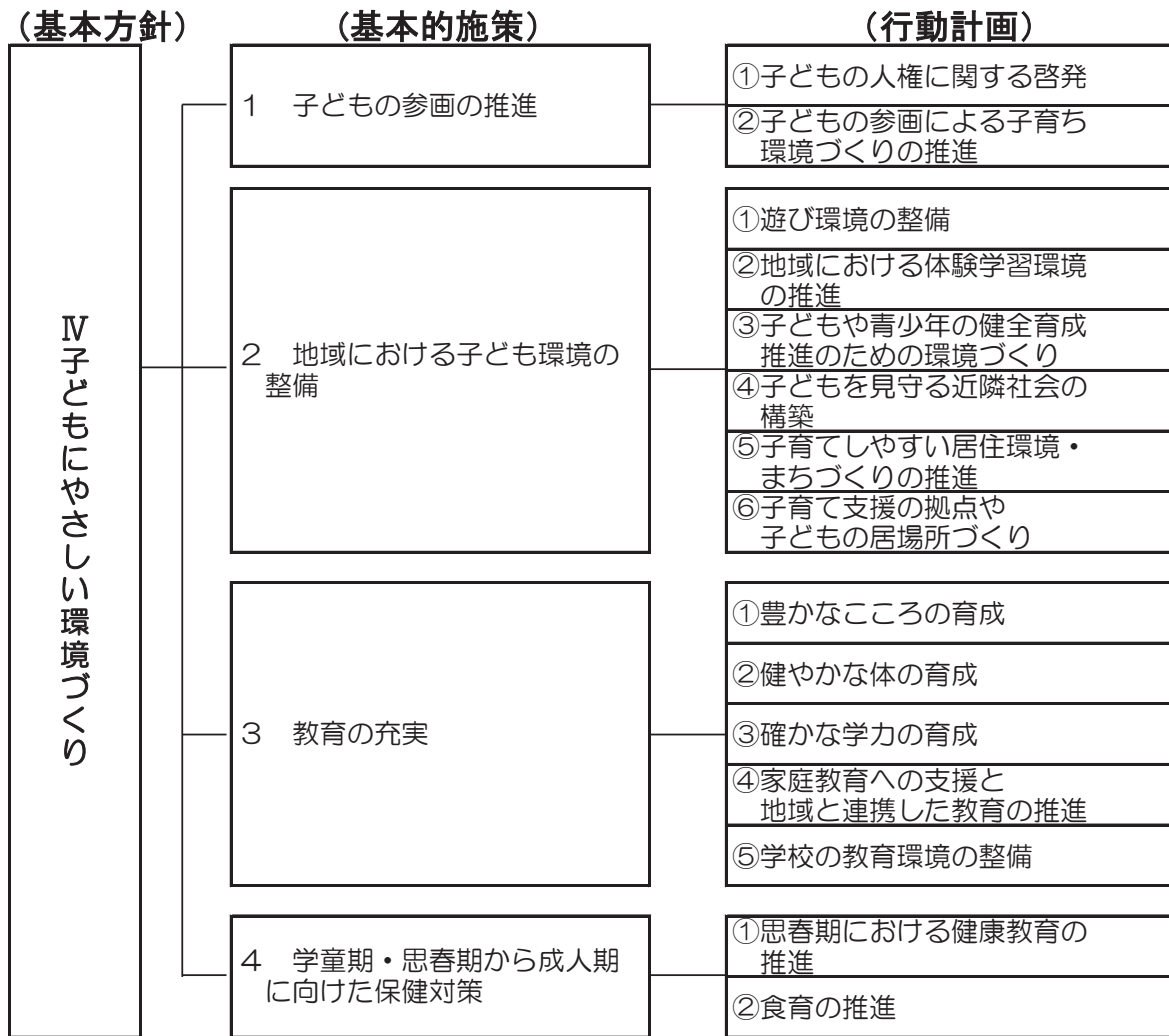 （基本方針）　（基本的施策）　（行動計画）
Ⅳ子どもにやさしい環境づくり
１　子どもの参画の推進
①子どもの人権に関する啓発
②子どもの参画による子育ち
環境づくりの推進
２　地域における子ども環境の
整備
①遊び環境の整備
②地域における体験学習環境
の推進
③子どもや青少年の健全育成
推進のための環境づくり
④子どもを見守る近隣社会の
構築
⑤子育てしやすい居住環境・
まちづくりの推進
⑥子育て支援の拠点や
子どもの居場所づくり
３　教育の充実
①豊かなこころの育成
②健やかな体の育成
③確かな学力の育成
④家庭教育への支援と
地域と連携した教育の推進
⑤学校の教育環境の整備
４　学童期・思春期から成人期
に向けた保健対策
①思春期における健康教育の
推進
②食育の推進